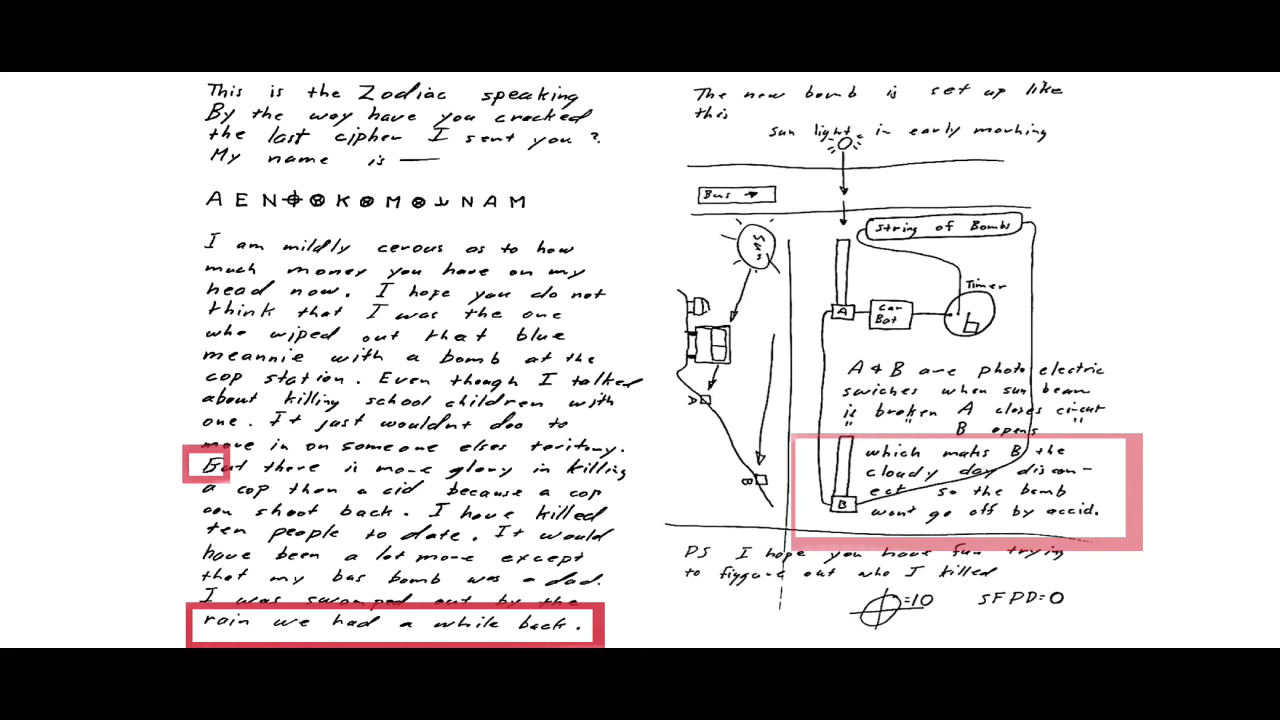 This is the Zodiac speaking
By the way have you cracked
the last cipher I sent you?
My name is —
A E N ⌖ ⊗ K ⊗ M ⊗ ⅃ N A M
I am mildly cerous as to how
much money you have on my
head now. I hope you do not
think that I was the one
who wiped out that blue
meannie with a bomb at the
cop station. Even though I talked
about killing school children with
one. It just wouldnt doo to
move in on someone elses teritory.
But there is more glory in killing
a cop than a cid because a cop
can shoot back. I have killed
ten people to date. It would
have been a lot more except
that my bus bomb was a dud.
I was swamped out by the
rain we had a while back.
The new bomb is set up like
this
sun light in early morning
Bus →
Sun
A
B
String of Bombs
Timer
A
Car
Bat
A & B are photo electric
swiches when sun beam
is broken A closes circut
" " B opens "
B
which maks B the
cloudy day discon-
ect so the bomb
wont go off by accid.
PS I hope you have fun trying
to figgure out who I killed
⌖=10 SFPD=0